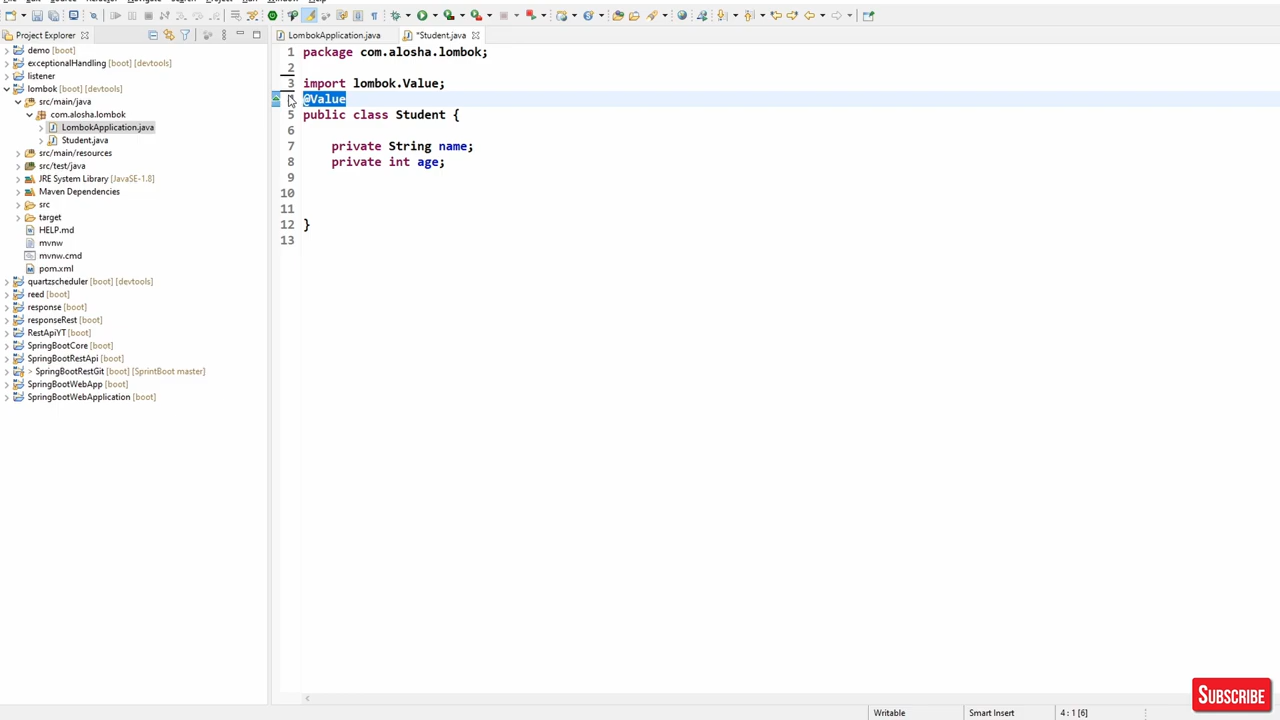 Project Explorer
LombokApplication.java
*Student.java
demo [boot]
exceptionalHandling [boot] [devtools]
listener
lombok [boot] [devtools]
src/main/java
com.alosha.lombok
LombokApplication.java
Student.java
src/main/resources
src/test/java
JRE System Library [JavaSE-1.8]
Maven Dependencies
src
target
HELP.md
mvnw
mvnw.cmd
pom.xml
quartzscheduler [boot] [devtools]
reed [boot]
response [boot]
responseRest [boot]
RestApiYT [boot]
SpringBootCore [boot]
SpringBootRestApi [boot]
> SpringBootRestGit [boot] [SprintBoot master]
SpringBootWebApp [boot]
SpringBootWebApplication [boot]
1 package com.alosha.lombok;
2
3 import lombok.Value;
@Value
5 public class Student {
6
7 private String name;
8 private int age;
9
10
11
12 }
13
SUBSCRIBE
Writable
Smart Insert
4 : 1 [6]